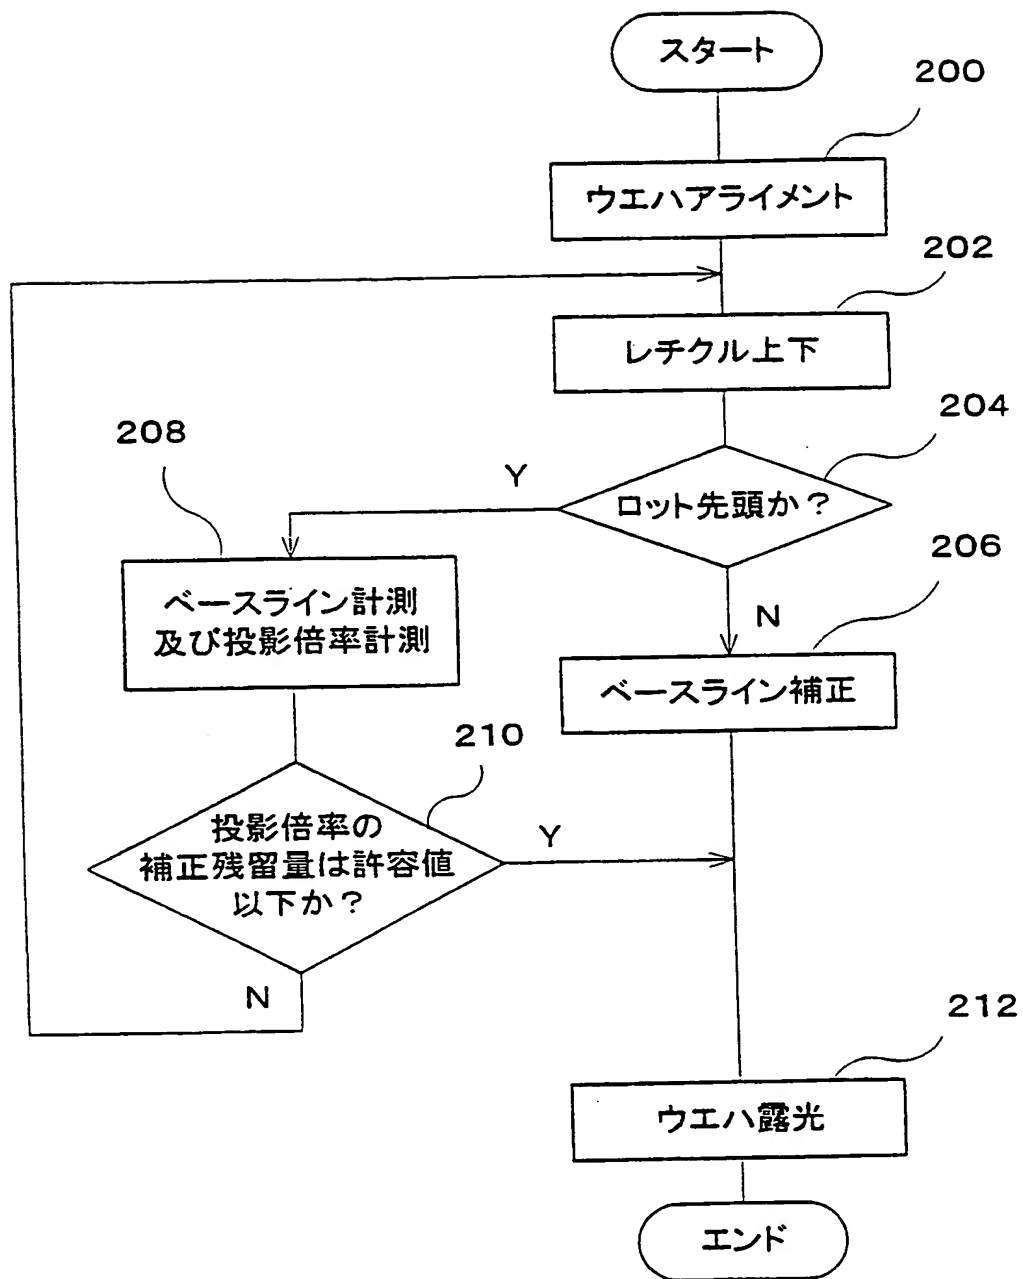 スタート
200
ウエハアライメント
202
レチクル上下
204
ロット先頭か？
Y
208
206
N
ベースライン計測
及び投影倍率計測
ベースライン補正
210
投影倍率の
補正残留量は許容値
以下か？
Y
N
212
ウエハ露光
エンド